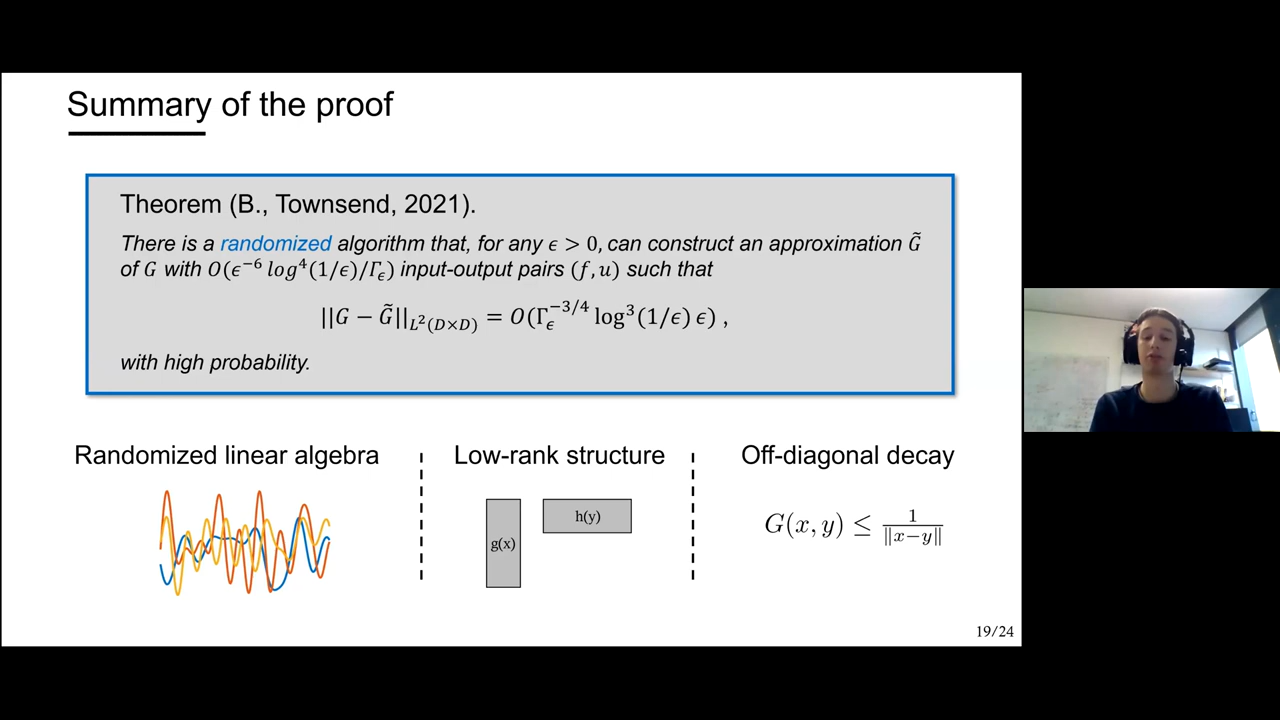 Summary of the proof
Theorem (B., Townsend, 2021).
There is a randomized algorithm that, for any ϵ > 0, can construct an approximation G̃
of G with O(ϵ⁻⁶ log⁴(1/ϵ)/Γ_ϵ) input-output pairs (f, u) such that
||G − G̃||_{L²(D×D)} = O(Γ_ϵ^{−3/4} log³(1/ϵ) ϵ) ,
with high probability.
Randomized linear algebra
Low-rank structure
Off-diagonal decay
g(x)
h(y)
G(x, y) ≤ 1/‖x−y‖
19/24